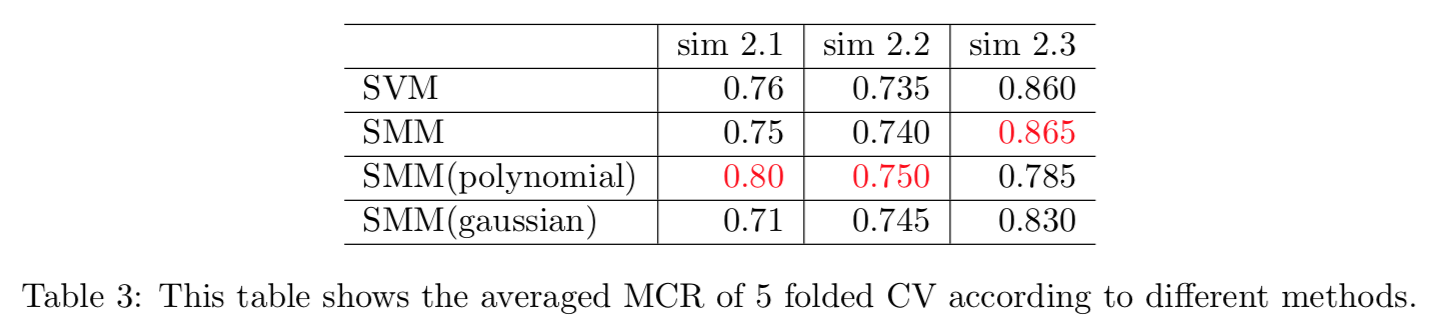 sim 2.1 sim 2.2 sim 2.3
SVM 0.76 0.735 0.860
SMM 0.75 0.740 0.865
SMM(polynomial) 0.80 0.750 0.785
SMM(gaussian) 0.71 0.745 0.830
Table 3: This table shows the averaged MCR of 5 folded CV according to different methods.